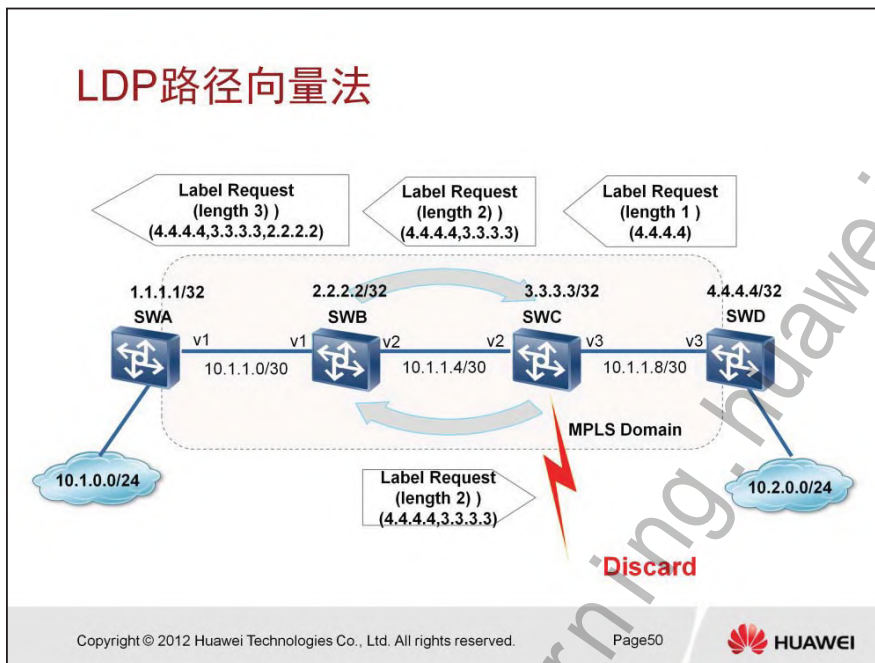 LDP路径向量法
Label Request
(length 3) )
(4.4.4.4,3.3.3.3,2.2.2.2)
Label Request
(length 2) )
(4.4.4.4,3.3.3.3)
Label Request
(length 1 )
(4.4.4.4)
1.1.1.1/32
2.2.2.2/32
3.3.3.3/32
4.4.4.4/32
SWA
SWB
SWC
SWD
v1
v1
v2
v2
v3
v3
10.1.1.0/30
10.1.1.4/30
10.1.1.8/30
MPLS Domain
10.1.0.0/24
10.2.0.0/24
Label Request
(length 2) )
(4.4.4.4,3.3.3.3)
Discard
Copyright © 2012 Huawei Technologies Co., Ltd. All rights reserved.
Page50
HUAWEI
rning.huawei.